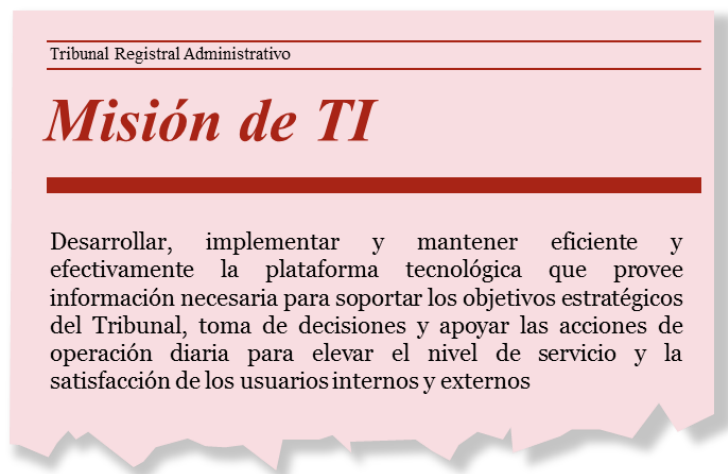 Tribunal Registral Administrativo
Misión de TI
Desarrollar, implementar y mantener eficiente y
efectivamente la plataforma tecnológica que provee
información necesaria para soportar los objetivos estratégicos
del Tribunal, toma de decisiones y apoyar las acciones de
operación diaria para elevar el nivel de servicio y la
satisfacción de los usuarios internos y externos